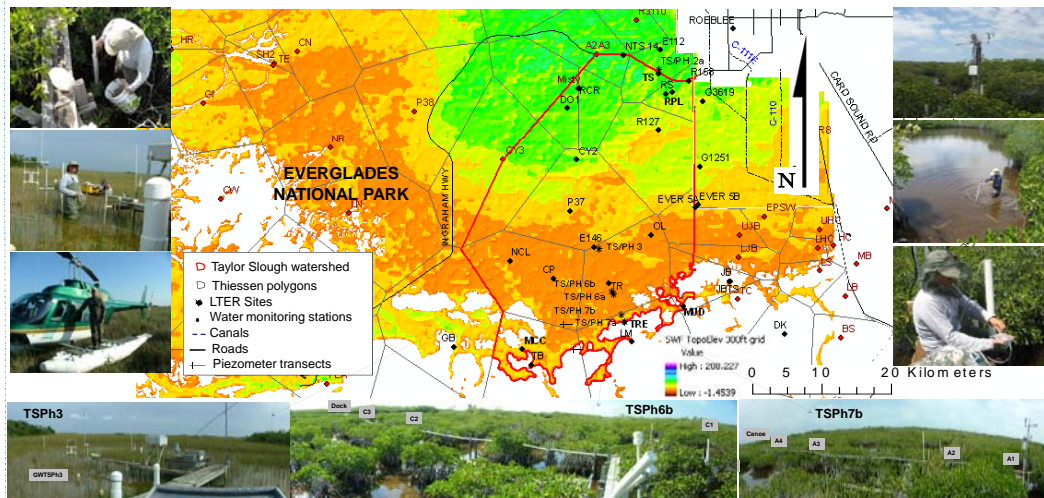 ROEBLEE
R3110
HR
CN
A2A3
NTS 14
E112
C-111E
SH2
TE
TS/PH 2a
TS
R158
Misty
RCR
RS
GI
P38
DO1
RPL
G3619
C-110
CARD SOUND RD
R127
R8
NR
CY3
CY2
G1251
N
EVERGLADES
NATIONAL PARK
CW
INGRAHAM HWY
P37
EVER 5A
EVER 5B
EPSW
UHC
OL
UJB
E146
TS/PH 3
LHC
HC
NCL
LJB
MB
Taylor Slough watershed
Thiessen polygons
LTER Sites
Water monitoring stations
Canals
Roads
Piezometer transects
CP
TS/PH 6b
TR
TS/PH 6a
TS/PH 7b
TS/PH 7a
TRE
JB
JBTS
TC
LS
LB
MUD
GB
MCC
TB
LM
DK
BS
SWF TopoElev 300ft grid
Value
High : 200.227
Low : -1.4539
0 5 10 20 Kilometers
TSPh3
GWTSPh3
Dock
C3
C2
TSPh6b
C1
TSPh7b
Canoe
A4
A3
A2
A1